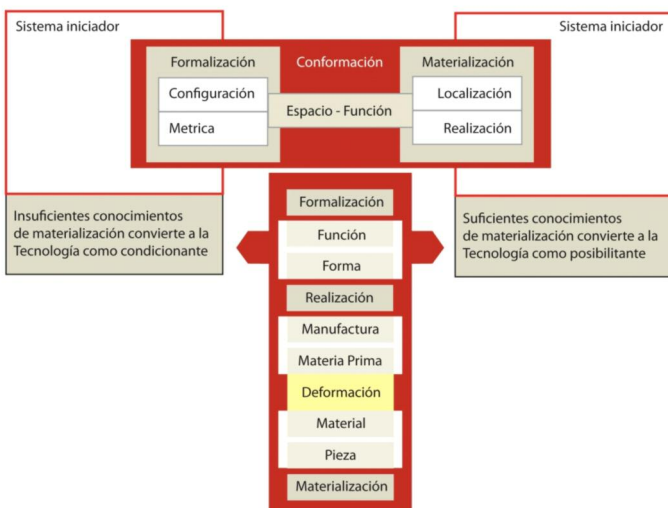 Sistema iniciador
Sistema iniciador
Formalización
Conformación
Materialización
Configuración
Localización
Espacio - Función
Metrica
Realización
Insuficientes conocimientos
de materialización convierte a la
Tecnología como condicionante
Suficientes conocimientos
de materialización convierte a la
Tecnología como posibilitante
Formalización
Función
Forma
Realización
Manufactura
Materia Prima
Deformación
Material
Pieza
Materialización